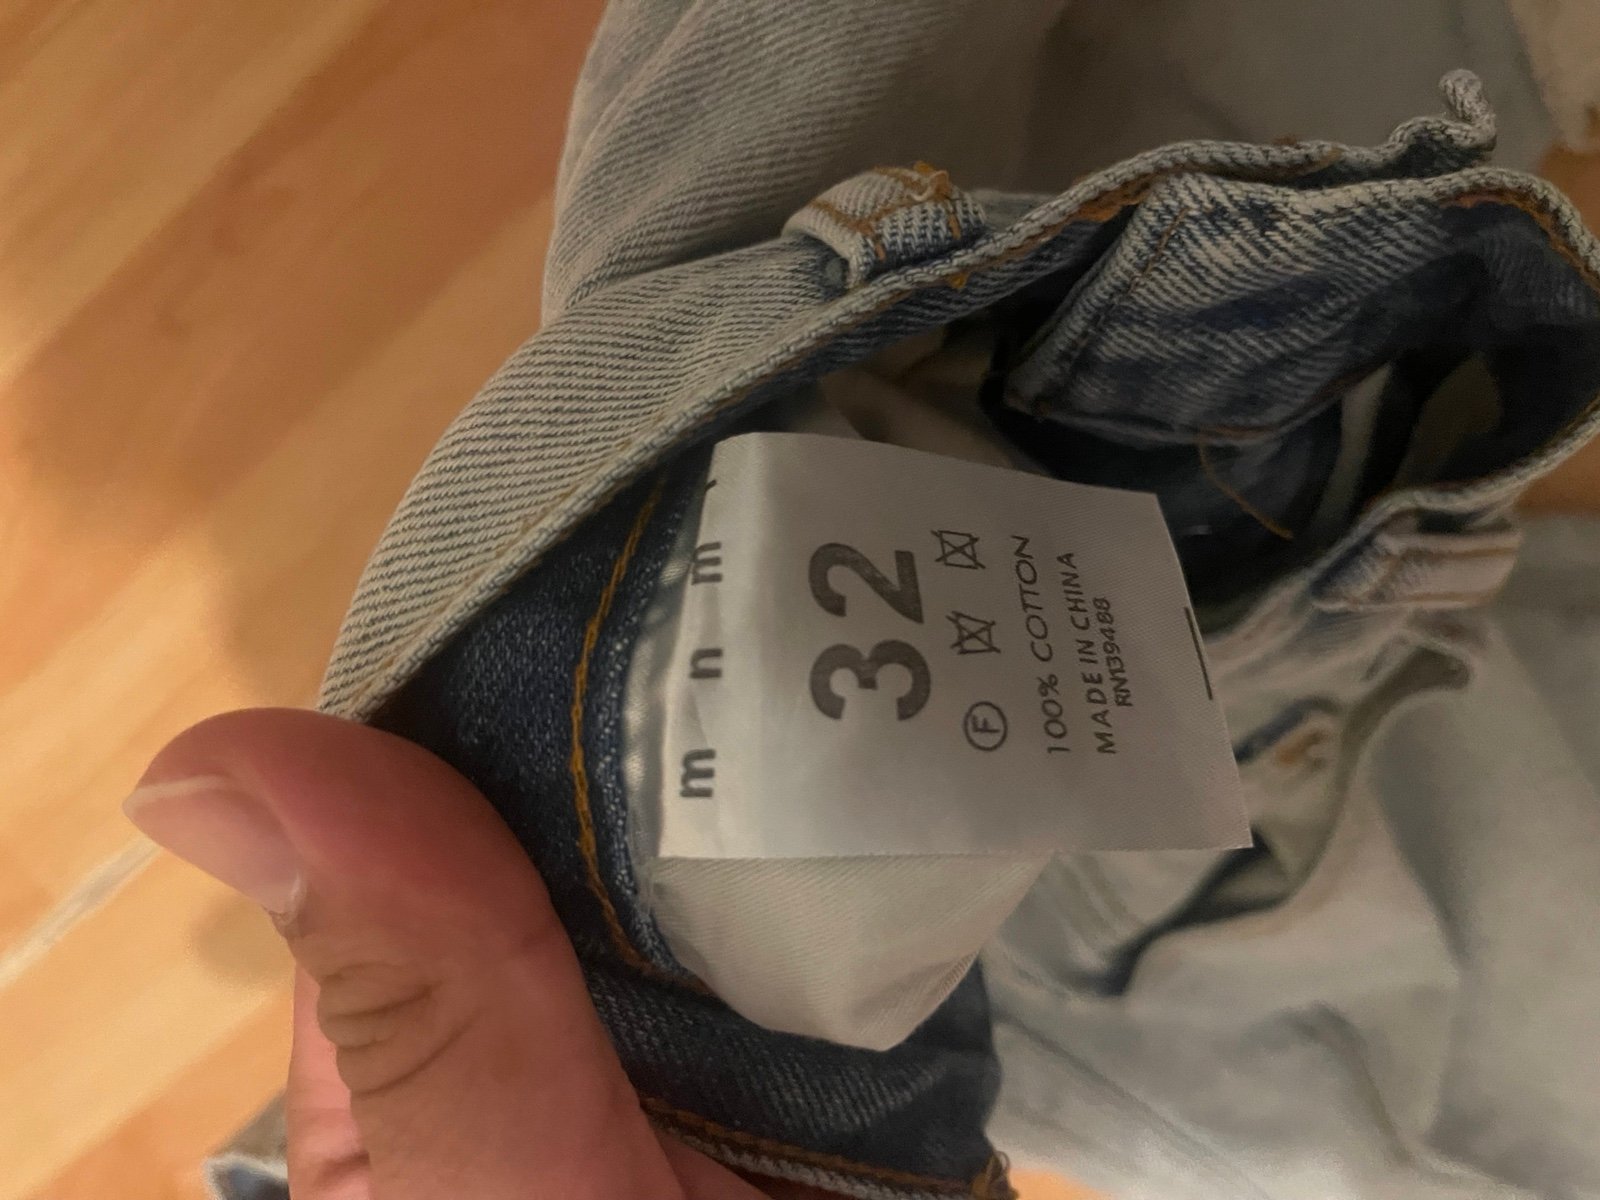 m n m l
32
F
100% COTTON
MADE IN CHINA
RN139488